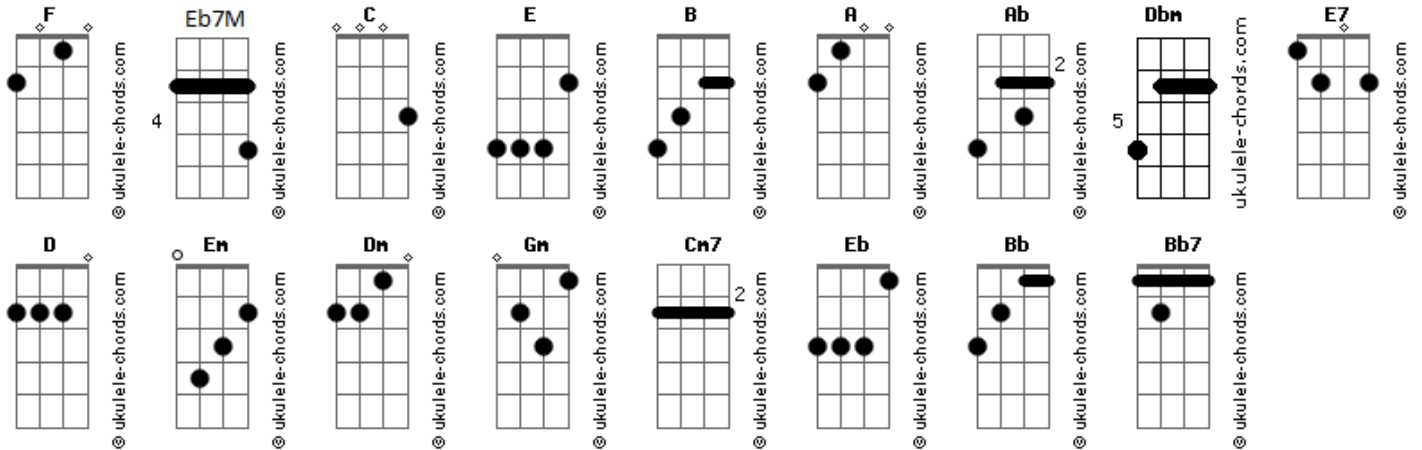 F Eb7M C E B A Ab Dbm E7
2
4 5
© ukulele-chords.com © ukulele-chords.com © ukulele-chords.com © ukulele-chords.com © ukulele-chords.com © ukulele-chords.com © ukulele-chords.com ukulele-chords.com © ukulele-chords.com
D Em Dm Gm Cm7 Eb Bb Bb7
2
© ukulele-chords.com © ukulele-chords.com © ukulele-chords.com © ukulele-chords.com © ukulele-chords.com © ukulele-chords.com © ukulele-chords.com © ukulele-chords.com